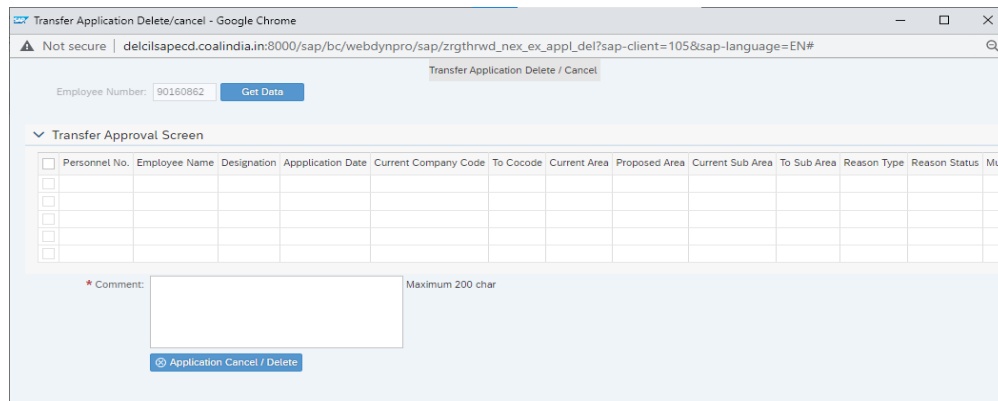 SAP Transfer Application Delete/cancel - Google Chrome
Not secure | delcilsapecd.coalindia.in:8000/sap/bc/webdynpro/sap/zrgthrwd_nex_ex_appl_del?sap-client=105&sap-language=EN#
Transfer Application Delete / Cancel
Employee Number: 90160862 Get Data
Transfer Approval Screen
Personnel No. Employee Name Designation Appplication Date Current Company Code To Cocode Current Area Proposed Area Current Sub Area To Sub Area Reason Type Reason Status Mu
* Comment: Maximum 200 char
Application Cancel / Delete